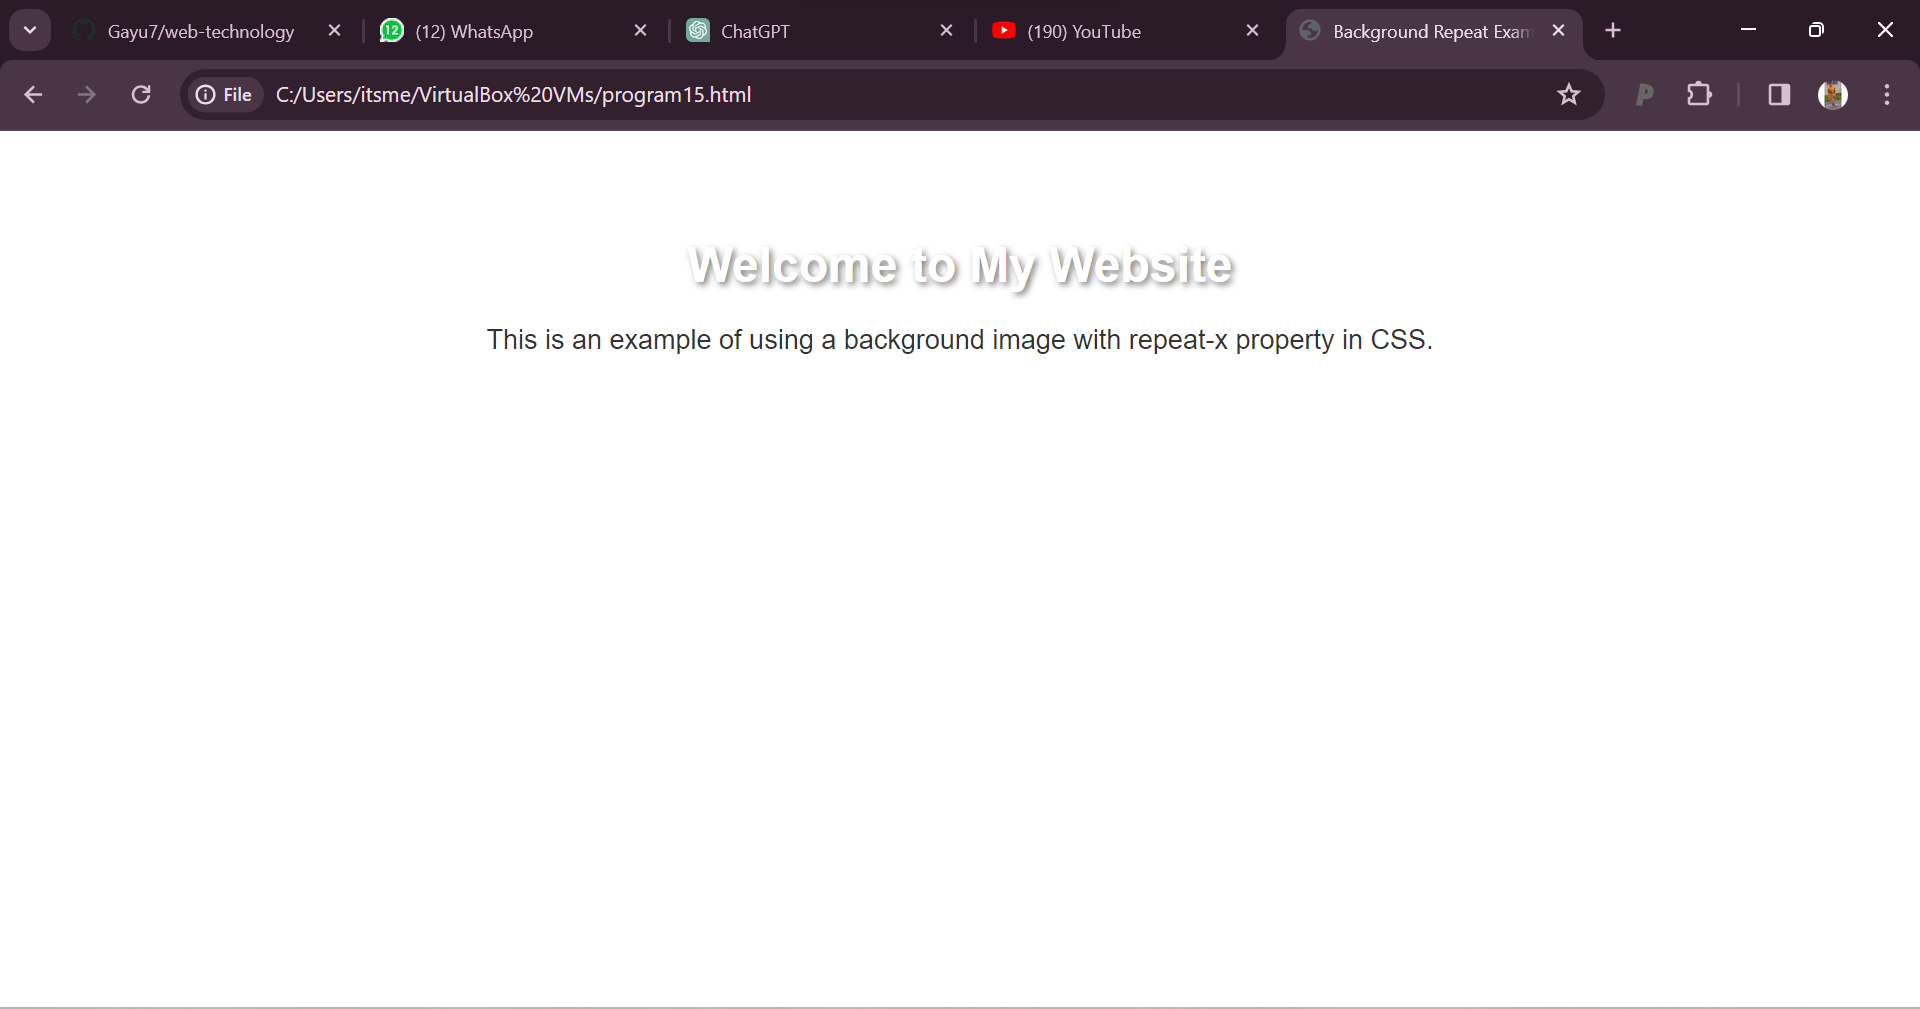 Gayu7/web-technology
12
(12) WhatsApp
ChatGPT
(190) YouTube
Background Repeat Exam
File
C:/Users/itsme/VirtualBox%20VMs/program15.html
P
Welcome to My Website
This is an example of using a background image with repeat-x property in CSS.